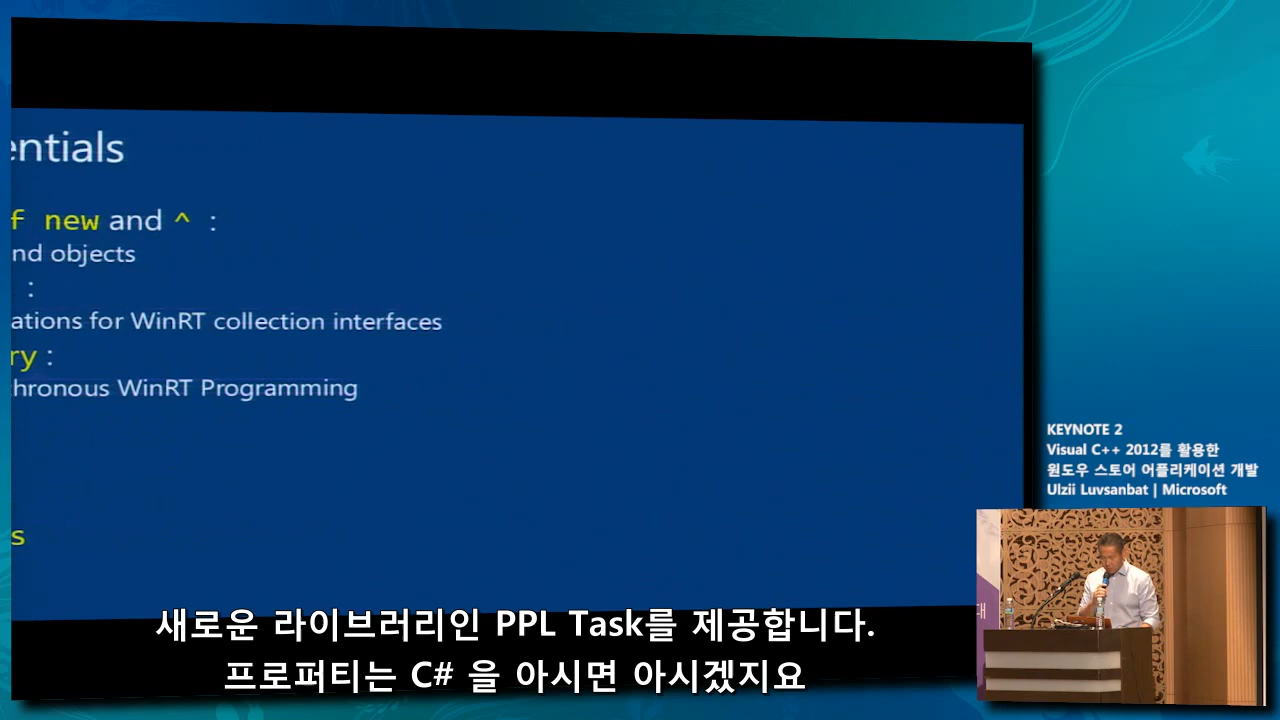 entials
f new and ^ :
nd objects
:
ations for WinRT collection interfaces
ry :
hronous WinRT Programming
s
KEYNOTE 2
Visual C++ 2012를 활용한
윈도우 스토어 어플리케이션 개발
Ulzii Luvsanbat | Microsoft
대
새로운 라이브러리인 PPL Task를 제공합니다.
프로퍼티는 C# 을 아시면 아시겠지요